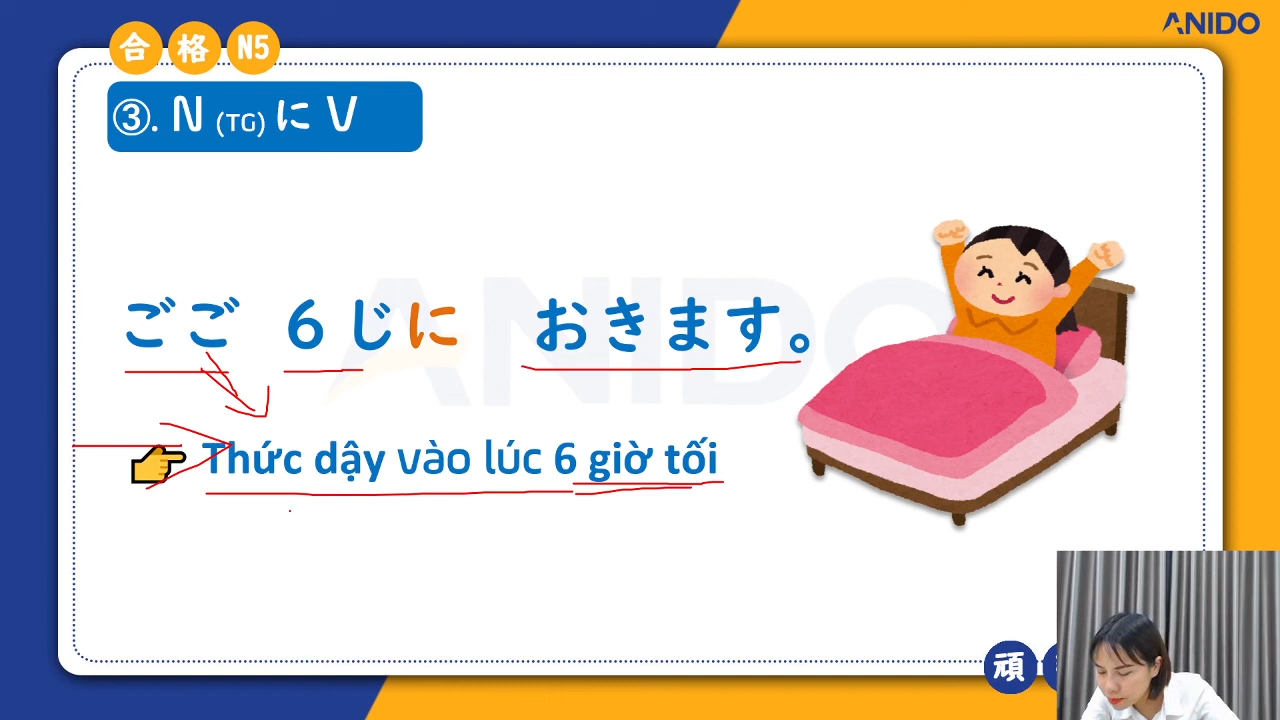 ANIDO
合 格 N5
③. N (TG) に V
ごご 6じに おきます。
Thức dậy vào lúc 6 giờ tối
頑